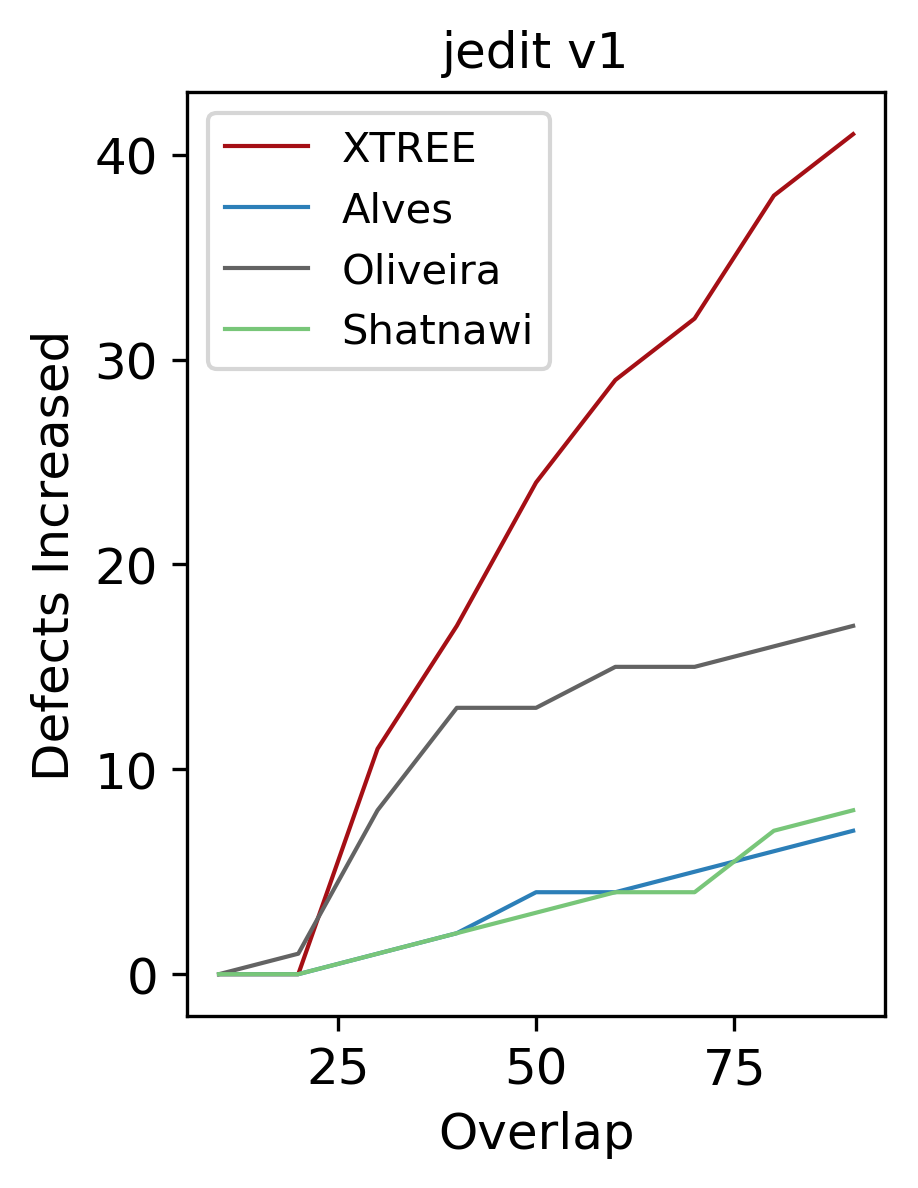 jedit v1
XTREE
Alves
Oliveira
Shatnawi
Defects Increased
40
30
20
10
0
25 50 75
Overlap